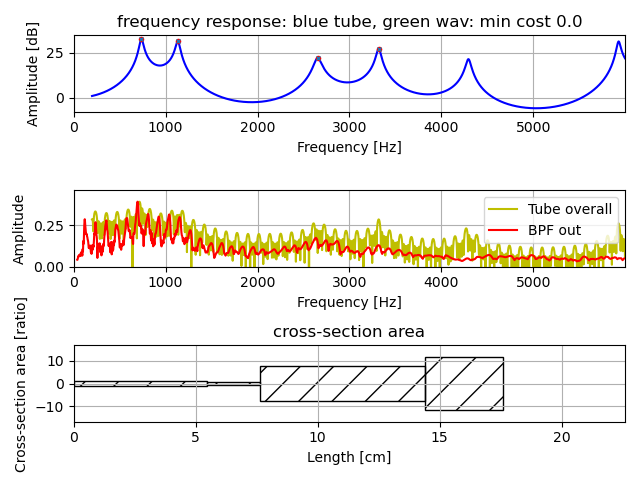 frequency response: blue tube, green wav: min cost 0.0
Amplitude [dB]
25
0
0
1000
2000
3000
4000
5000
Frequency [Hz]
Amplitude
0.25
0.00
Tube overall
BPF out
0
1000
2000
3000
4000
5000
Frequency [Hz]
cross-section area
Cross-section area [ratio]
10
0
−10
0
5
10
15
20
Length [cm]